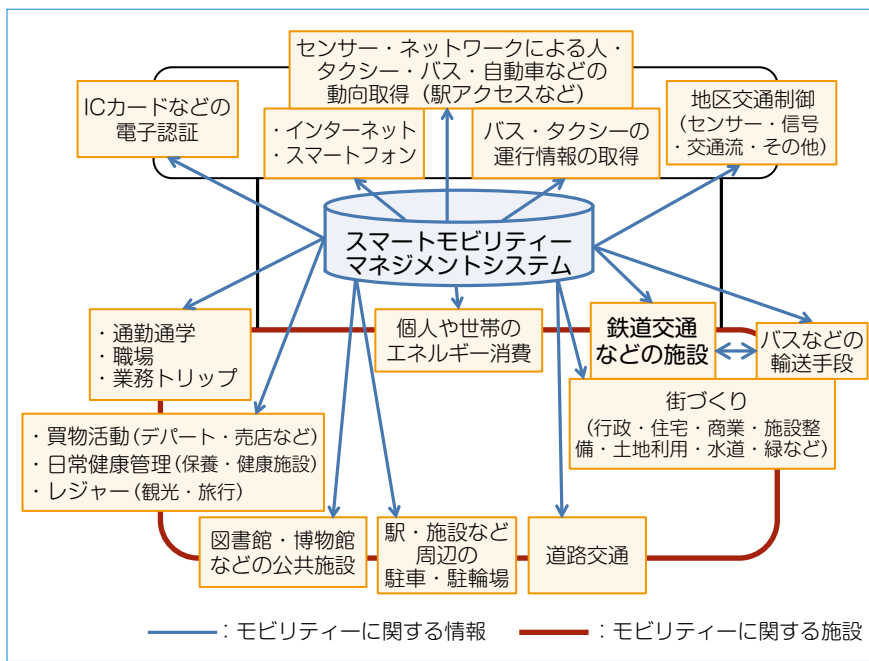 センサー・ネットワークによる人・
タクシー・バス・自動車などの
動向取得（駅アクセスなど）
ICカードなどの
電子認証
・インターネット
・スマートフォン
バス・タクシーの
運行情報の取得
地区交通制御
（センサー・信号
・交通流・その他）
スマートモビリティー
マネジメントシステム
・通勤通学
・職場
・業務トリップ
個人や世帯の
エネルギー消費
鉄道交通
などの施設
バスなどの
輸送手段
街づくり
（行政・住宅・商業・施設整
備・土地利用・水道・緑など）
・買物活動（デパート・売店など）
・日常健康管理（保養・健康施設）
・レジャー（観光・旅行）
図書館・博物館
などの公共施設
駅・施設など
周辺の
駐車・駐輪場
道路交通
：モビリティーに関する情報
：モビリティーに関する施設